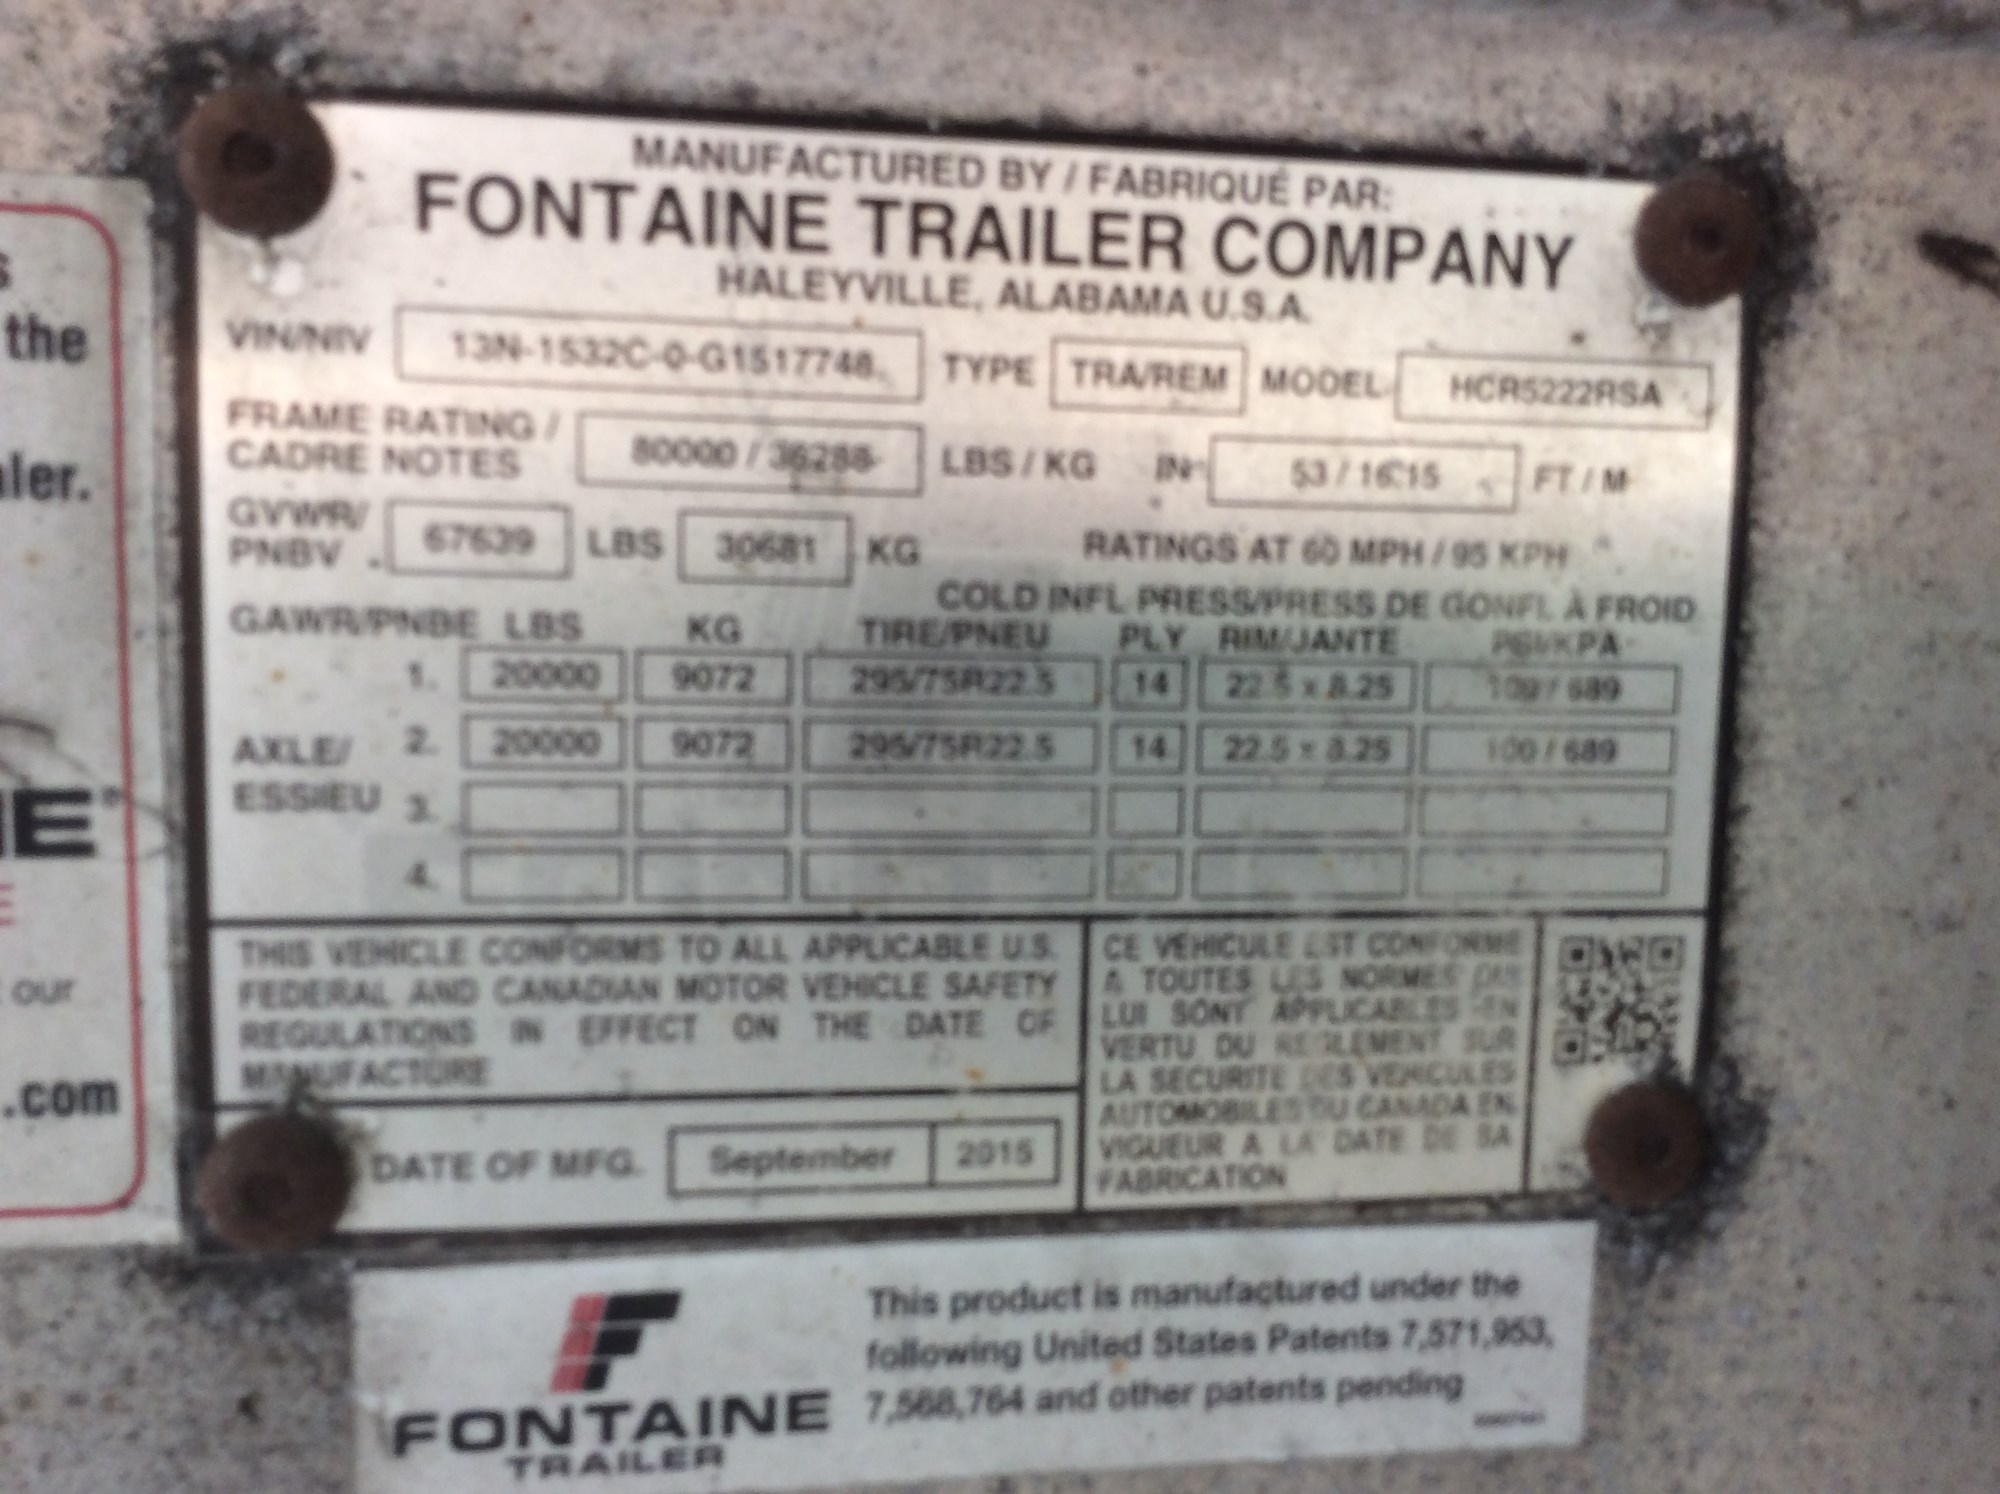 MANUFACTURED BY / FABRIQUÉ PAR:
FONTAINE TRAILER COMPANY
HALEYVILLE, ALABAMA U.S.A.
VIN/NIV 13N-1532C-0-G1517748 TYPE TRA/REM MODEL HCR5222RSA
FRAME RATING / CADRE NOTES 80000 / 36288 LBS / KG IN 53 / 16.15 FT / M
GVWR/ PNBV 67639 LBS 30681 KG RATINGS AT 60 MPH / 95 KPH
COLD INFL PRESS/PRESS DE GONFL À FROID
GAWR/PNBE LBS KG TIRE/PNEU PLY RIM/JANTE PSI/KPA
1. 20000 9072 295/75R22.5 14 22.5 x 8.25 100 / 689
AXLE/ ESSIEU
2. 20000 9072 295/75R22.5 14 22.5 x 8.25 100 / 689
3.
4.
THIS VEHICLE CONFORMS TO ALL APPLICABLE U.S.
FEDERAL AND CANADIAN MOTOR VEHICLE SAFETY
REGULATIONS IN EFFECT ON THE DATE OF
MANUFACTURE
DATE OF MFG. September 2015
CE VEHICULE EST CONFORME
A TOUTES LES NORMES QUI
LUI SONT APPLICABLES EN
VERTU DU REGLEMENT SUR
LA SECURITE DES VEHICULES
AUTOMOBILES DU CANADA EN
VIGUEUR A LA DATE DE SA
FABRICATION
FONTAINE
TRAILER
This product is manufactured under the
following United States Patents 7,571,953,
7,568,764 and other patents pending
s
the
aler.
NE®
E
our
.com